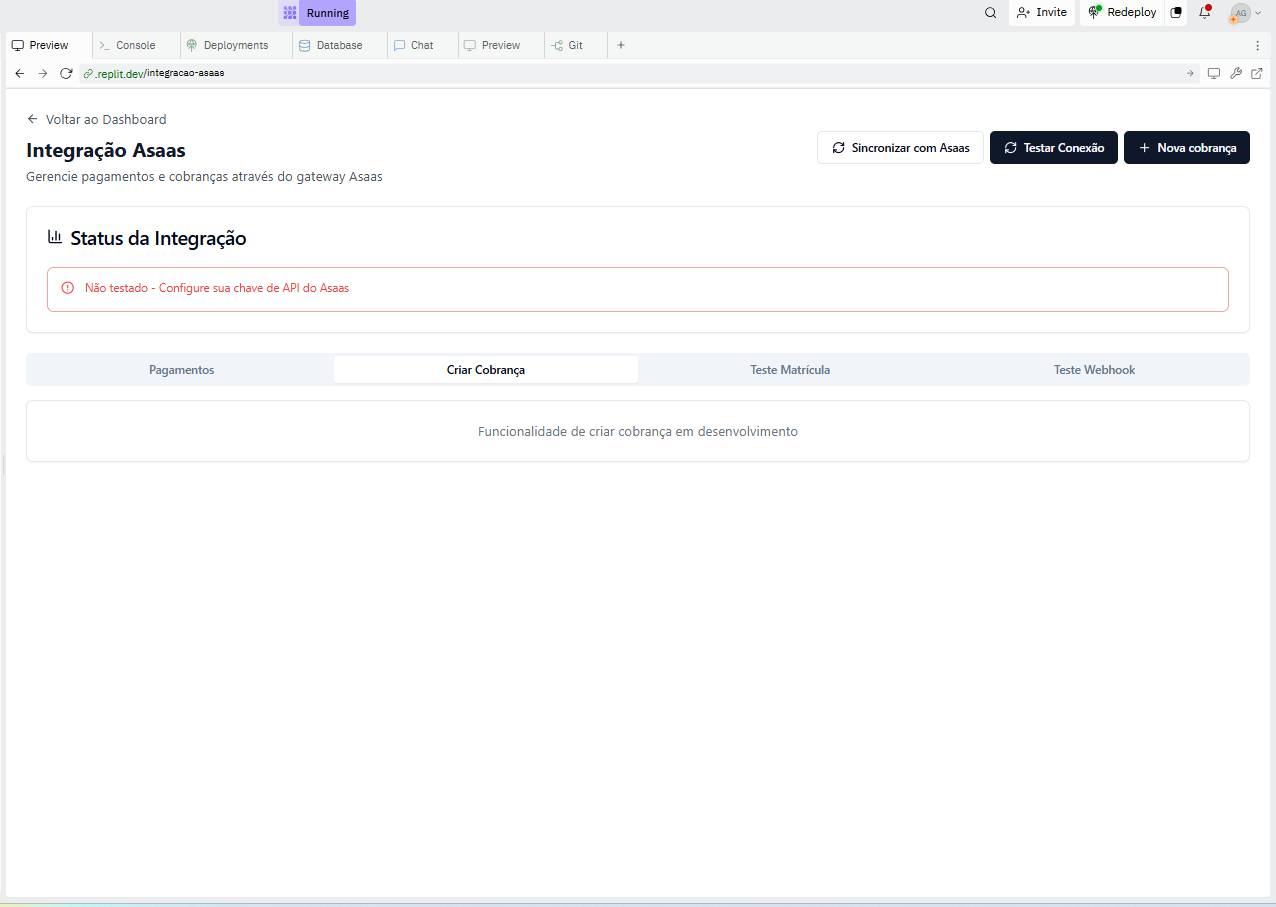 Running
Invite
Redeploy
AG
Preview
Console
Deployments
Database
Chat
Preview
Git
.replit.dev/integracao-asaas
Voltar ao Dashboard
Integração Asaas
Gerencie pagamentos e cobranças através do gateway Asaas
Sincronizar com Asaas
Testar Conexão
Nova cobrança
Status da Integração
Não testado - Configure sua chave de API do Asaas
Pagamentos
Criar Cobrança
Teste Matrícula
Teste Webhook
Funcionalidade de criar cobrança em desenvolvimento